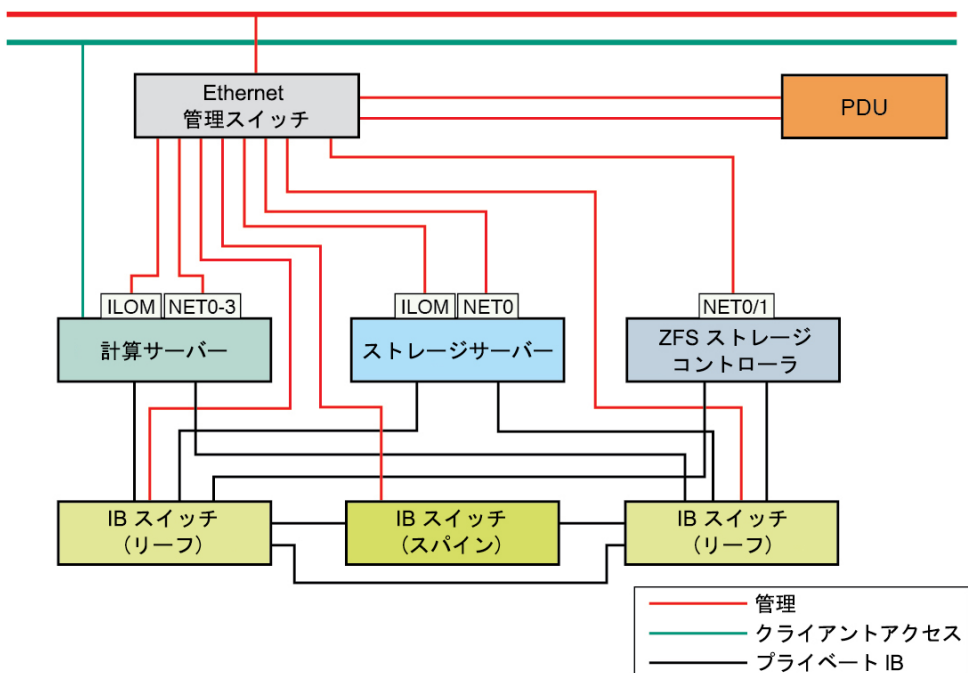 Ethernet
管理スイッチ
PDU
ILOM
NET0-3
ILOM
NET0
NET0/1
計算サーバー
ストレージサーバー
ZFS ストレージ
コントローラ
IB スイッチ
（リーフ）
IB スイッチ
（スパイン）
IB スイッチ
（リーフ）
管理
クライアントアクセス
プライベート IB